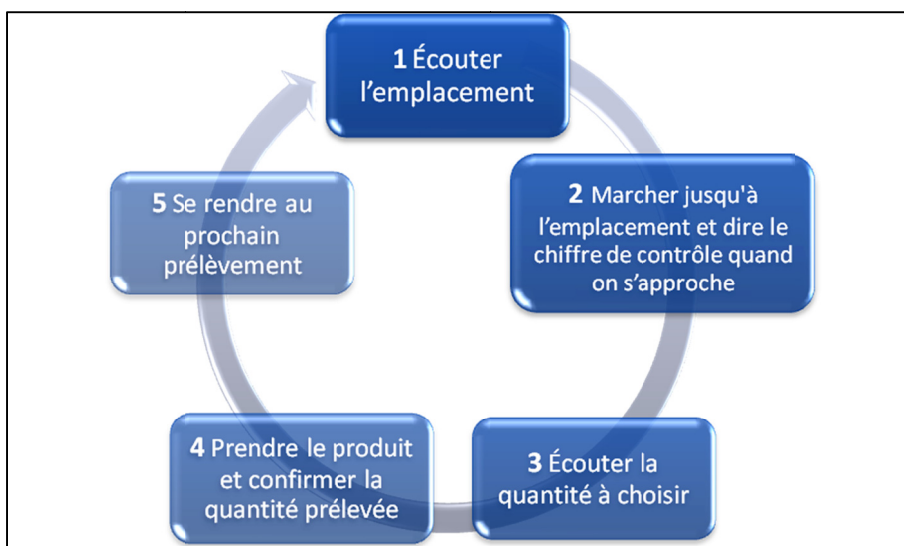 1 Écouter
l’emplacement
2 Marcher jusqu'à
l’emplacement et dire le
chiffre de contrôle quand
on s’approche
3 Écouter la
quantité à choisir
4 Prendre le produit
et confirmer la
quantité prélevée
5 Se rendre au
prochain
prélèvement